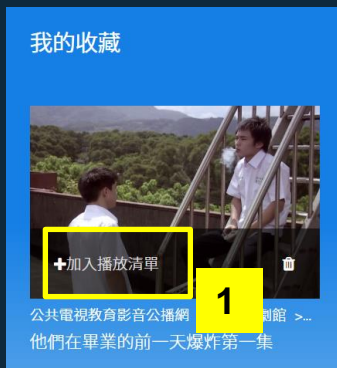 我的收藏
✚加入播放清單
1
公共電視教育影音公播網 劇館 >...
他們在畢業的前一天爆炸第一集